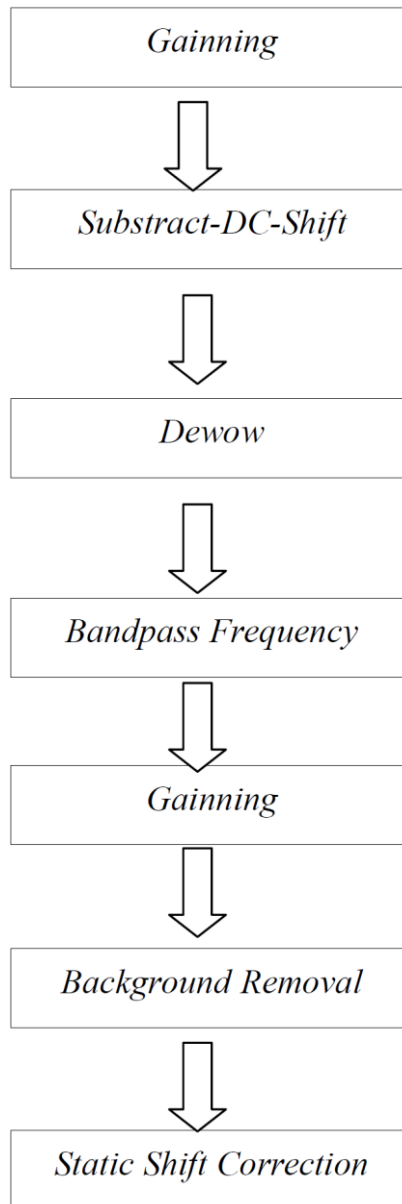 Gainning
Substract-DC-Shift
Dewow
Bandpass Frequency
Gainning
Background Removal
Static Shift Correction